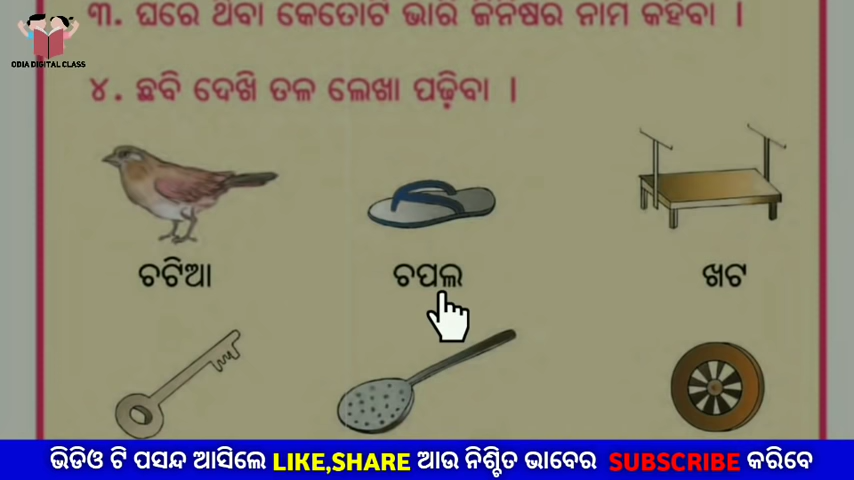 ୩. ଘରେ ଥିବା କେତୋଟି ଭାରି ଜିନିଷର ନାମ କହିବା ।
ODIA DIGITAL CLASS
୪. ଛବି ଦେଖି ତଳ ଲେଖା ପଢ଼ିବା ।
ଚଟିଆ ଚପଲ ଖଟ
ଭିଡିଓ ଟି ପସନ୍ଦ ଆସିଲେ LIKE,SHARE ଆଉ ନିଶ୍ଚିତ ଭାବେର SUBSCRIBE କରିବେ